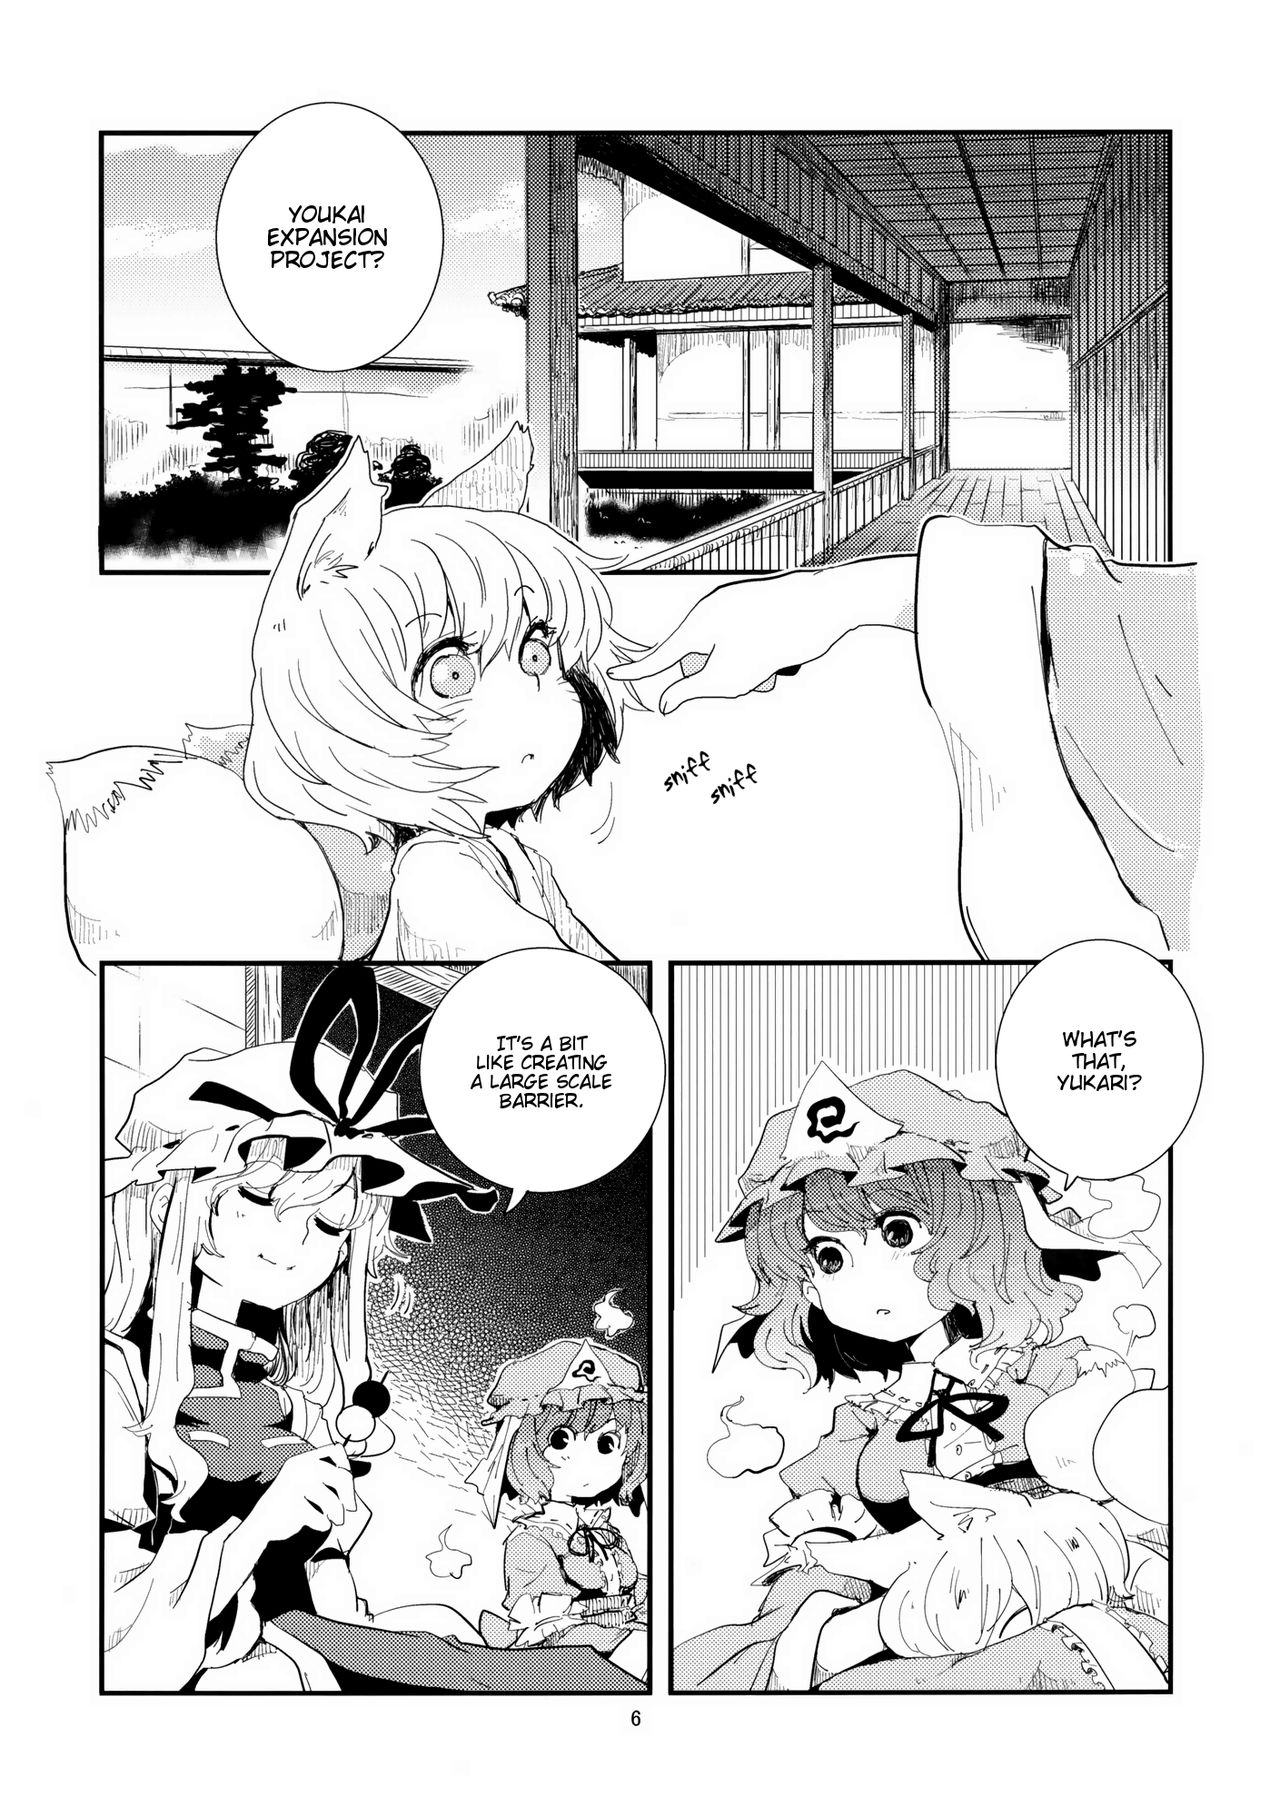 YOUKAI
EXPANSION
PROJECT?
sniff
sniff
WHAT'S
THAT,
YUKARI?
IT'S A BIT
LIKE CREATING
A LARGE SCALE
BARRIER.
6